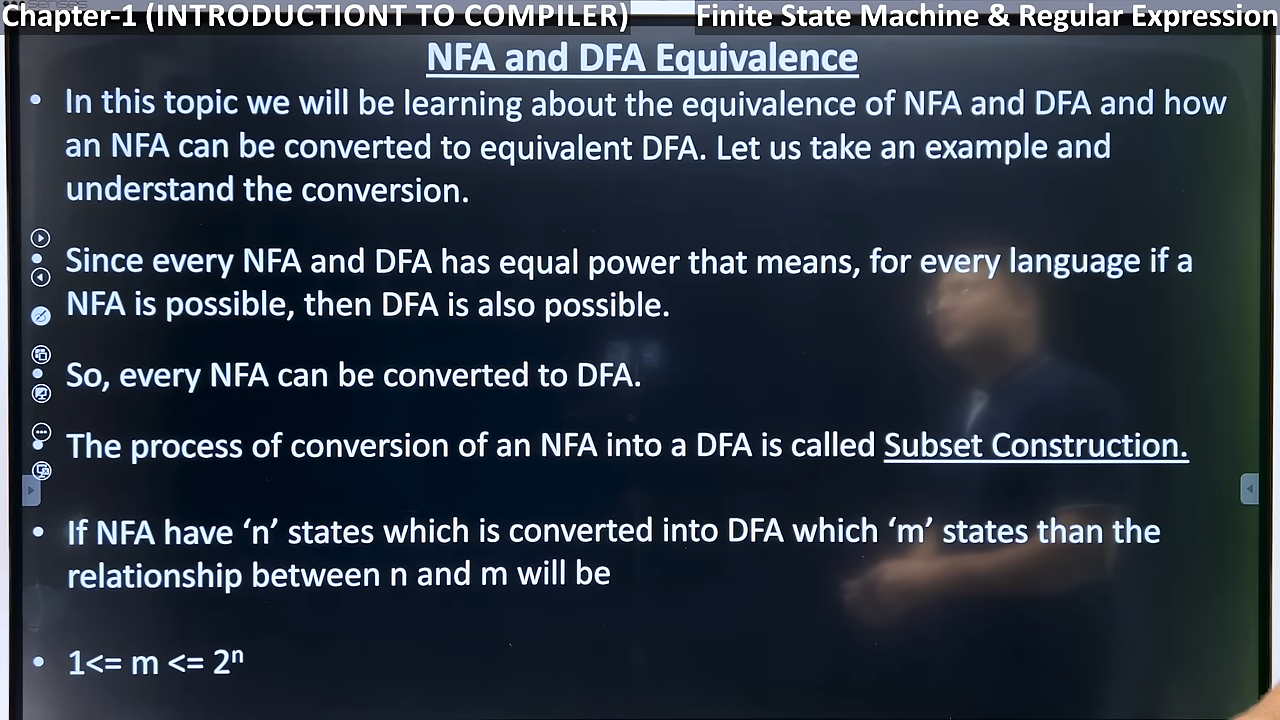 Chapter-1 (INTRODUCTIONT TO COMPILER)
Finite State Machine & Regular Expression
NFA and DFA Equivalence
• In this topic we will be learning about the equivalence of NFA and DFA and how
an NFA can be converted to equivalent DFA. Let us take an example and
understand the conversion.
• Since every NFA and DFA has equal power that means, for every language if a
NFA is possible, then DFA is also possible.
• So, every NFA can be converted to DFA.
• The process of conversion of an NFA into a DFA is called Subset Construction.
• If NFA have ‘n’ states which is converted into DFA which ‘m’ states than the
relationship between n and m will be
• 1<= m <= 2ⁿ